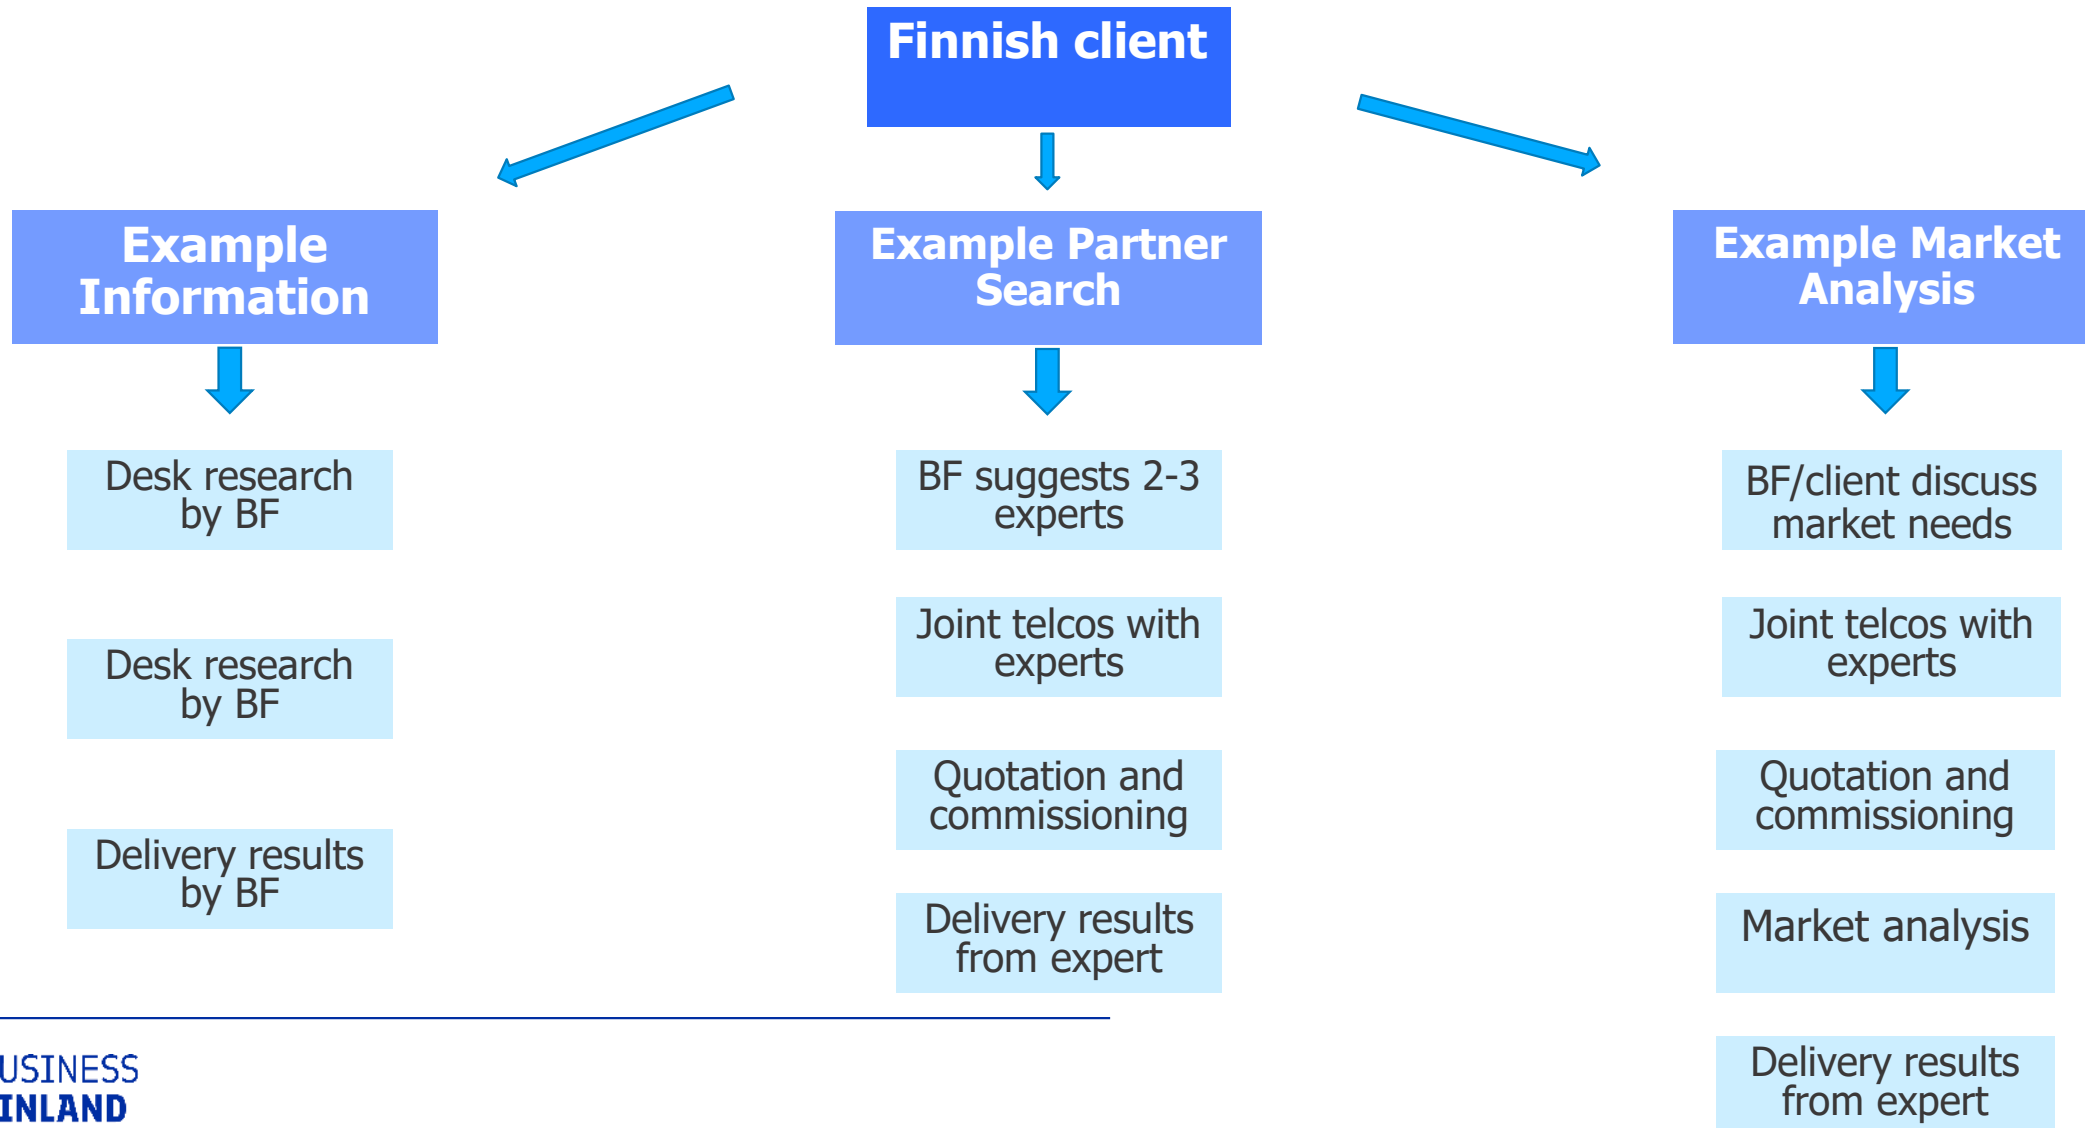 Finnish client
Example
Information
Desk research
by BF
Desk research
by BF
Delivery results
by BF
Example Partner
Search
BF suggests 2-3
experts
Joint telcos with
experts
Quotation and
commissioning
Delivery results
from expert
Example Market
Analysis
BF/client discuss
market needs
Joint telcos with
experts
Quotation and
commissioning
Market analysis
Delivery results
from expert
USINESS
INLAND